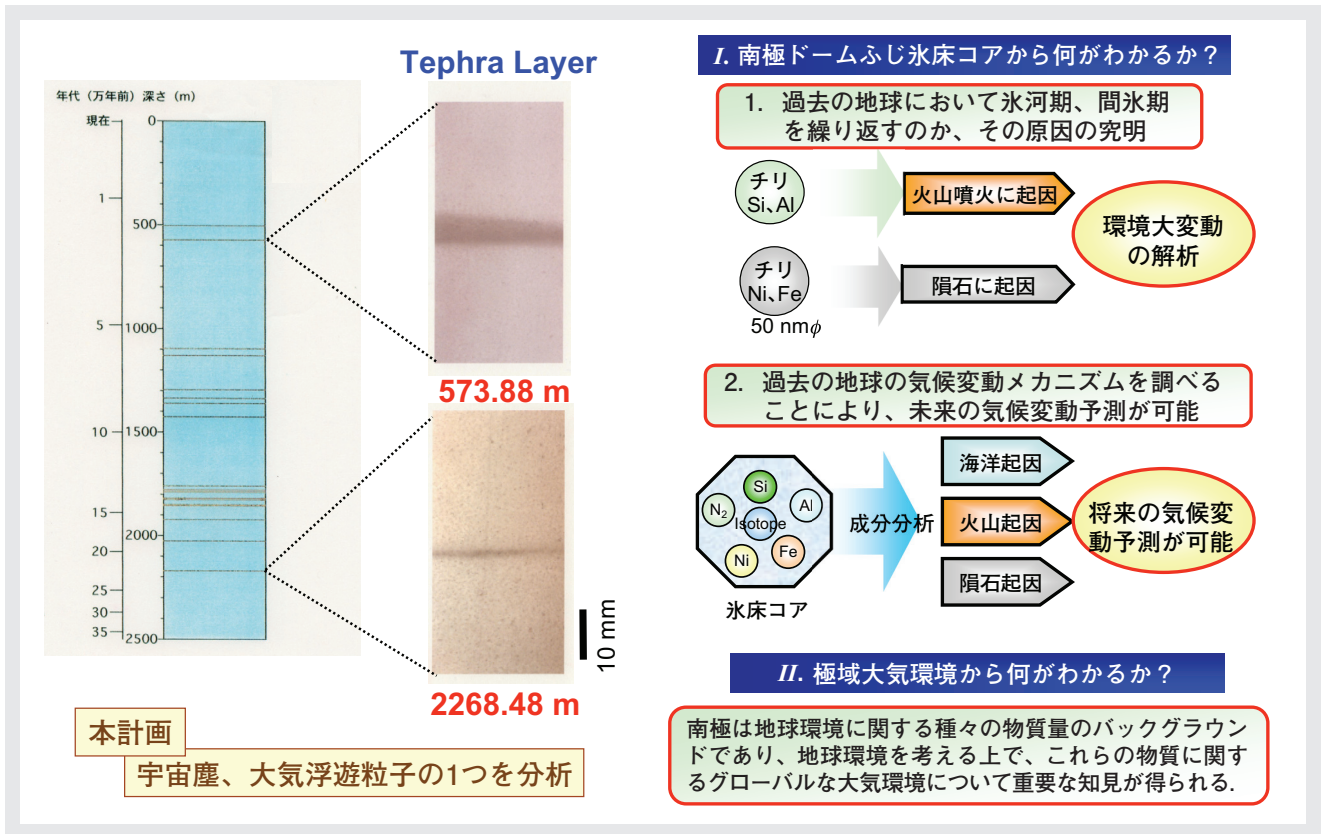 Tephra Layer
年代（万年前）深さ（m）
現在
1
5
10
15
20
25
30
35
0
500
1000
1500
2000
2500
573.88 m
2268.48 m
10 mm
本計画
宇宙塵、大気浮遊粒子の1つを分析
I. 南極ドームふじ氷床コアから何がわかるか？
1. 過去の地球において氷河期、間氷期
を繰り返すのか、その原因の究明
チリ
Si、Al
火山噴火に起因
チリ
Ni、Fe
50 nmϕ
隕石に起因
環境大変動
の解析
2. 過去の地球の気候変動メカニズムを調べる
ことにより、未来の気候変動予測が可能
Si
N2
Al
Isotope
Ni
Fe
氷床コア
成分分析
海洋起因
火山起因
隕石起因
将来の気候変
動予測が可能
II. 極域大気環境から何がわかるか？
南極は地球環境に関する種々の物質量のバックグラウン
ドであり、地球環境を考える上で、これらの物質に関す
るグローバルな大気環境について重要な知見が得られる.